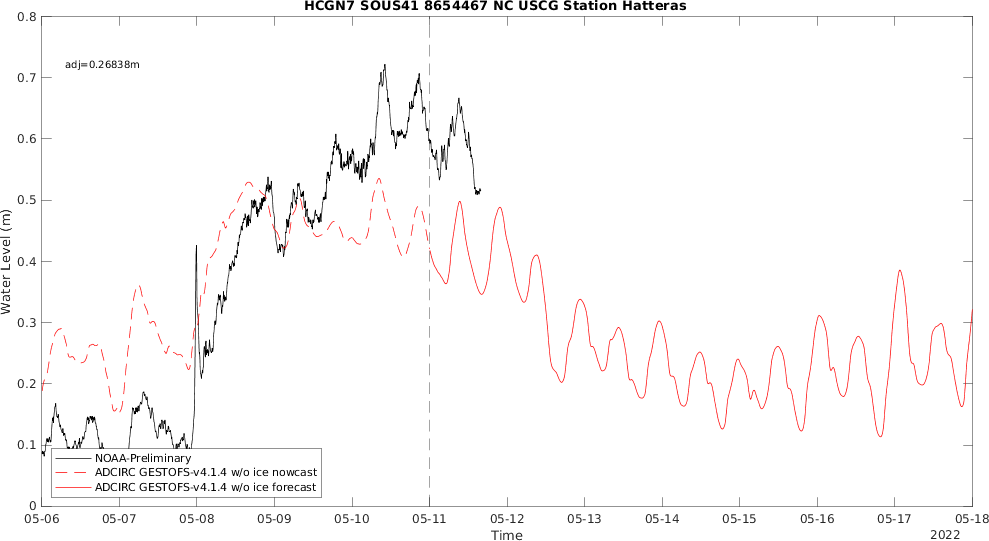 HCGN7 SOUS41 8654467 NC USCG Station Hatteras
0.8
0.7
0.6
0.5
0.4
0.3
0.2
0.1
0
Water Level (m)
adj=0.26838m
NOAA-Preliminary
ADCIRC GESTOFS-v4.1.4 w/o ice nowcast
ADCIRC GESTOFS-v4.1.4 w/o ice forecast
05-06 05-07 05-08 05-09 05-10 05-11 05-12 05-13 05-14 05-15 05-16 05-17 05-18
Time
2022